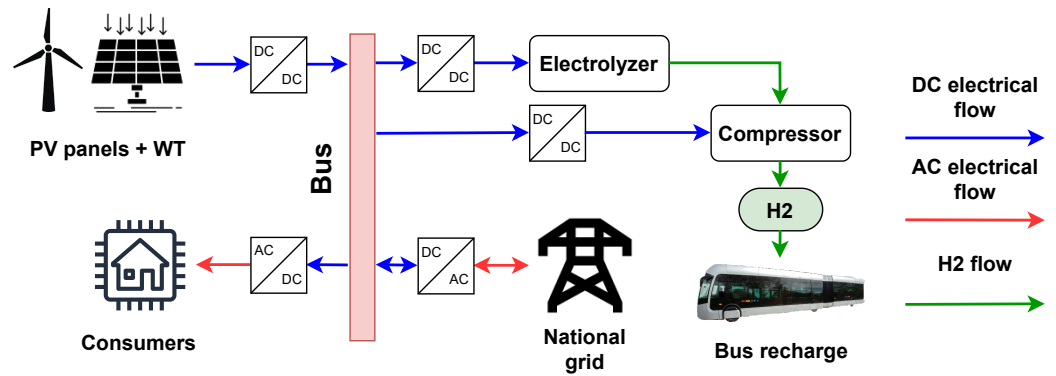 DC
DC
DC
DC
Electrolyzer
DC electrical
flow
PV panels + WT
DC
DC
Compressor
Bus
AC electrical
flow
H2
AC
DC
DC
AC
H2 flow
Consumers
National
grid
Bus recharge